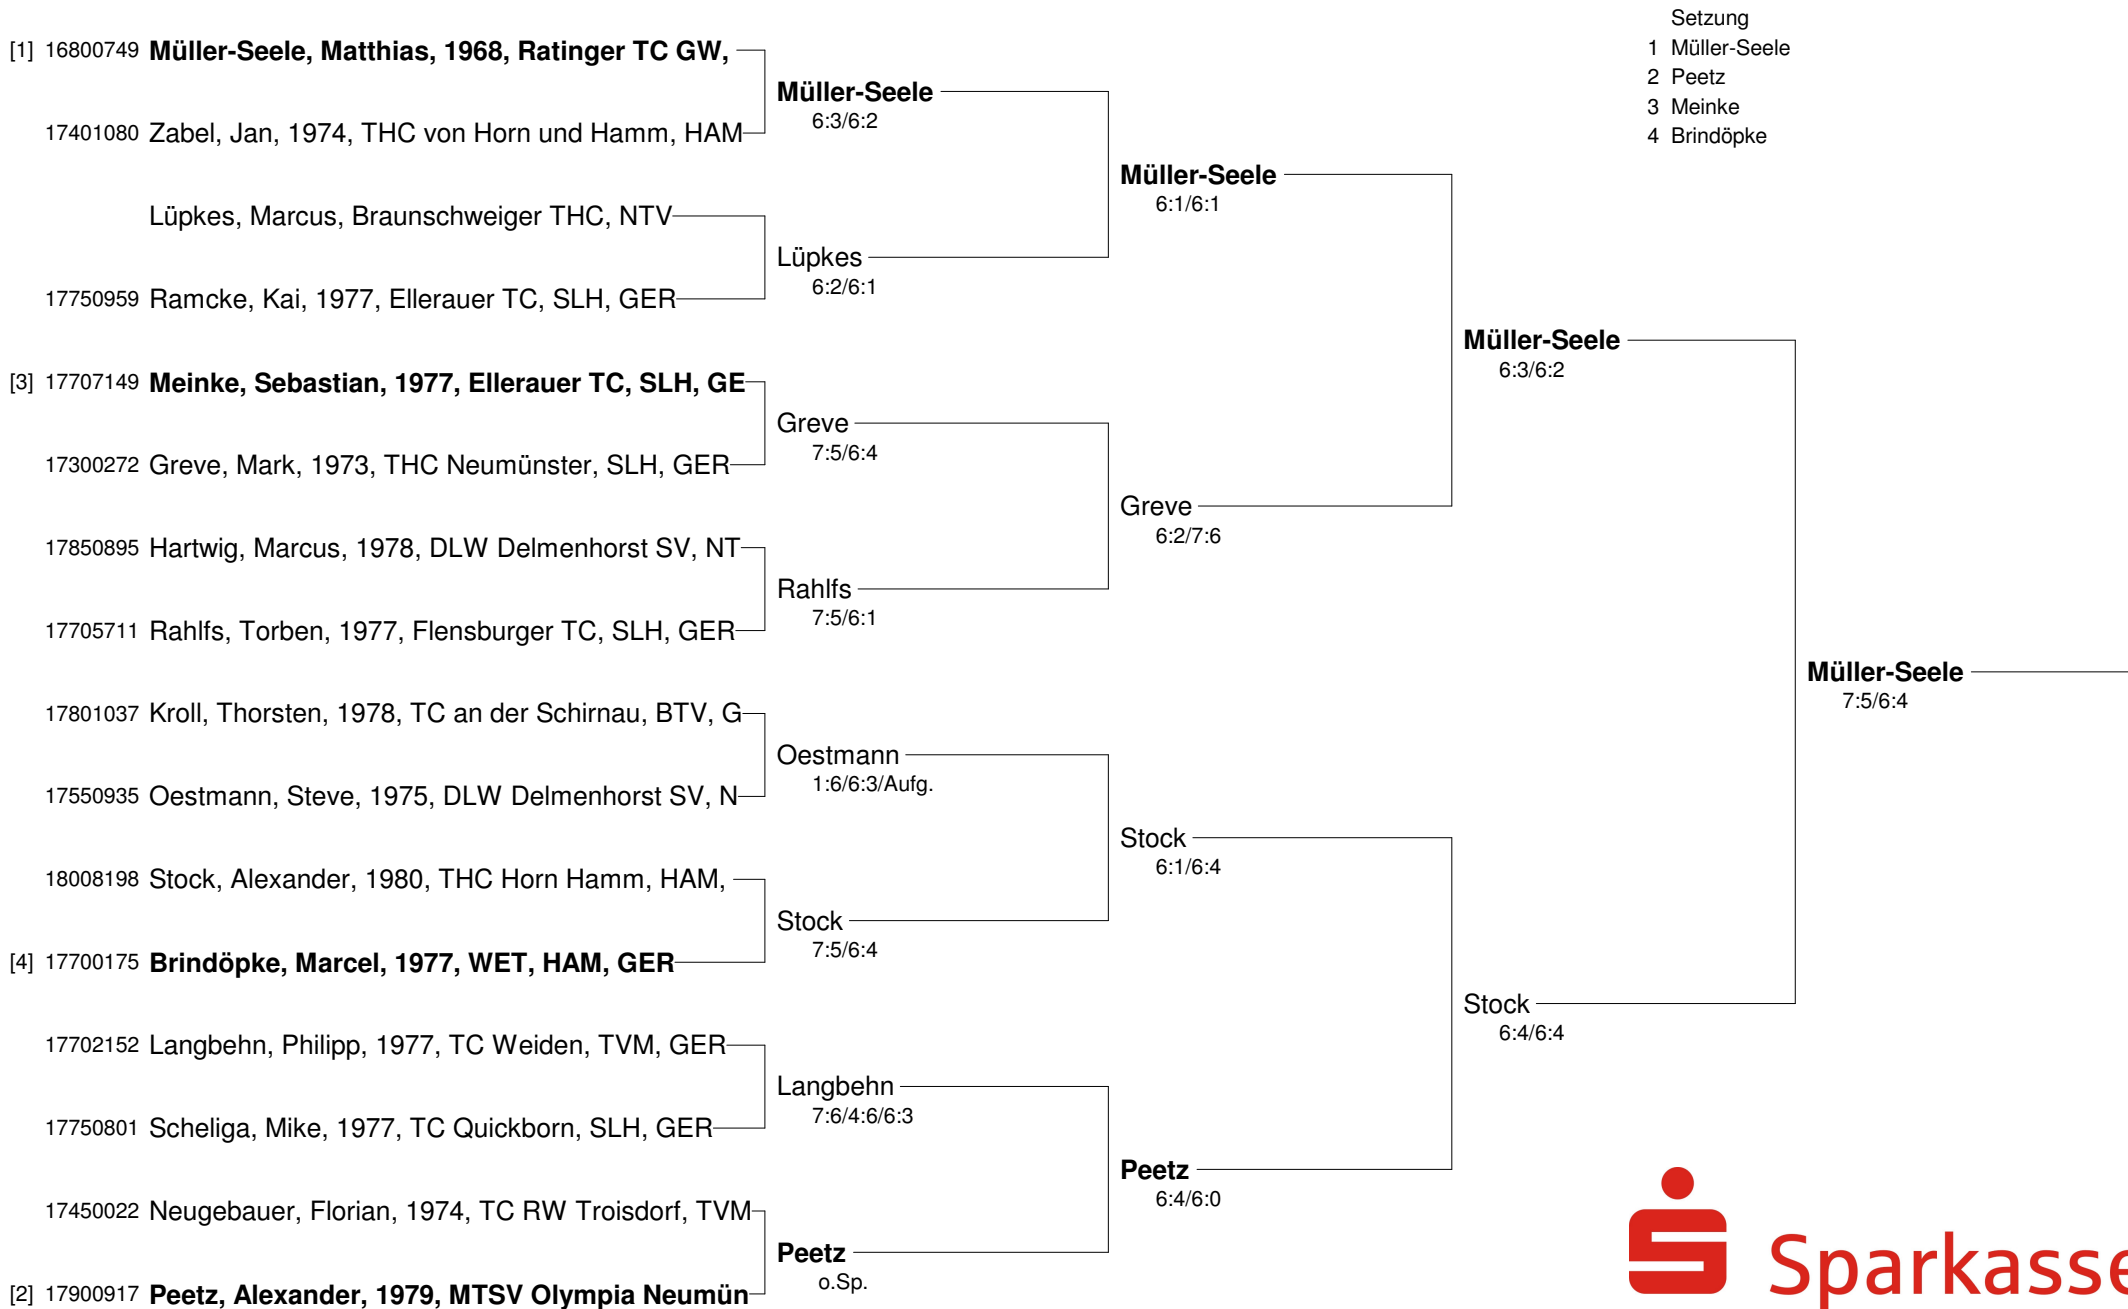 Setzung
1 Müller-Seele
2 Peetz
3 Meinke
4 Brindöpke
[1] 16800749 Müller-Seele, Matthias, 1968, Ratinger TC GW,
Müller-Seele
6:3/6:2
17401080 Zabel, Jan, 1974, THC von Horn und Hamm, HAM
Müller-Seele
6:1/6:1
Lüpkes, Marcus, Braunschweiger THC, NTV
Lüpkes
6:2/6:1
17750959 Ramcke, Kai, 1977, Ellerauer TC, SLH, GER
Müller-Seele
6:3/6:2
[3] 17707149 Meinke, Sebastian, 1977, Ellerauer TC, SLH, GE
Greve
7:5/6:4
17300272 Greve, Mark, 1973, THC Neumünster, SLH, GER
Greve
6:2/7:6
17850895 Hartwig, Marcus, 1978, DLW Delmenhorst SV, NT
Rahlfs
7:5/6:1
17705711 Rahlfs, Torben, 1977, Flensburger TC, SLH, GER
Müller-Seele
7:5/6:4
17801037 Kroll, Thorsten, 1978, TC an der Schirnau, BTV, G
Oestmann
1:6/6:3/Aufg.
17550935 Oestmann, Steve, 1975, DLW Delmenhorst SV, N
Stock
6:1/6:4
18008198 Stock, Alexander, 1980, THC Horn Hamm, HAM,
Stock
7:5/6:4
[4] 17700175 Brindöpke, Marcel, 1977, WET, HAM, GER
Stock
6:4/6:4
17702152 Langbehn, Philipp, 1977, TC Weiden, TVM, GER
Langbehn
7:6/4:6/6:3
17750801 Scheliga, Mike, 1977, TC Quickborn, SLH, GER
Peetz
6:4/6:0
17450022 Neugebauer, Florian, 1974, TC RW Troisdorf, TVM
Peetz
o.Sp.
[2] 17900917 Peetz, Alexander, 1979, MTSV Olympia Neumün
Sparkasse